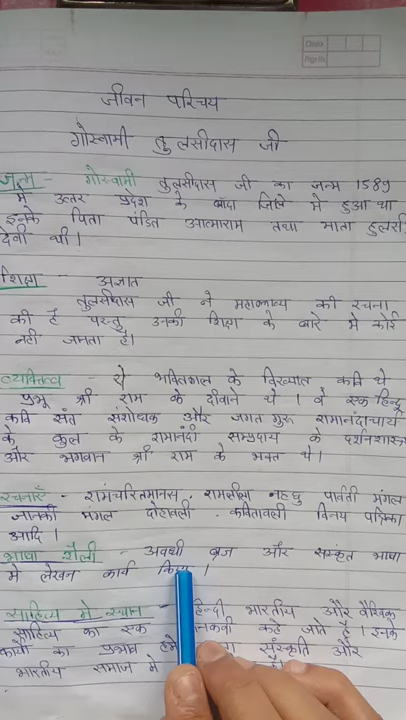 Date
Page No.
जीवन परिचय
गोस्वामी तुलसीदास जी
जन्म - गोस्वामी तुलसीदास जी का जन्म 1589
में उत्तर प्रदेश के बांदा जिले में हुआ था
इनके पिता पंडित आत्माराम तथा माता हुलसी
देवी थी।
शिक्षा - अज्ञात
तुलसीदास जी ने महाकाव्य की रचना
की है परन्तु उनकी शिक्षा के बारे में कोई
नहीं जानता है।
व्यक्तित्व ये भक्तिकाल के विख्यात कवि थे
प्रभू श्री राम के दीवाने थे। वे एक हिन्दू
कवि संत संशोधक और जगत गुरू रामानंदाचार्य
के कुल के रामानंदी सम्प्रदाय के दर्शनशास्त्र
और भगवान श्री राम के भक्त थे।
रचनाएँ - रामचरितमानस, रामलीला नहछु पार्वती मंगल
जानकी मंगल दोहावली, कवितावली विनय पत्रिका
आदि।
भाषा शैली - अवधी ब्रज और संस्कृत भाषा
में लेखन कार्य किया।
साहित्य में स्थान - हिन्दी भारतीय और वैश्विक
साहित्य का एक कहे जाते है। इनके
का प्रभाव हमें संस्कृति और
भारतीय समाज में